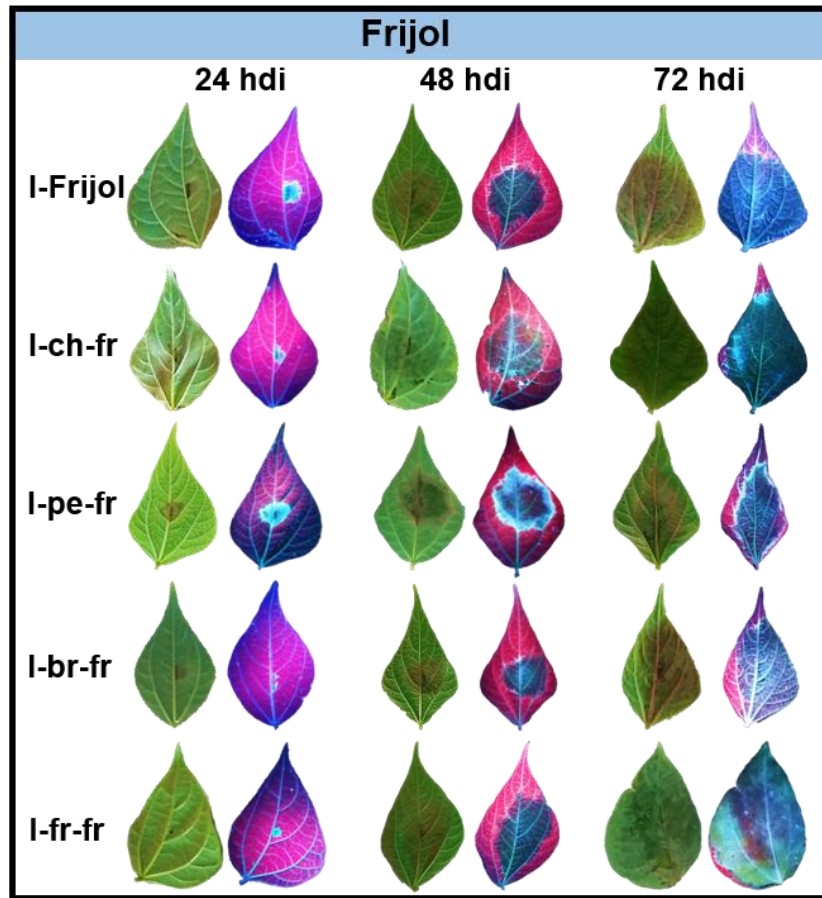 Frijol
24 hdi 48 hdi 72 hdi
I-Frijol
I-ch-fr
I-pe-fr
I-br-fr
I-fr-fr